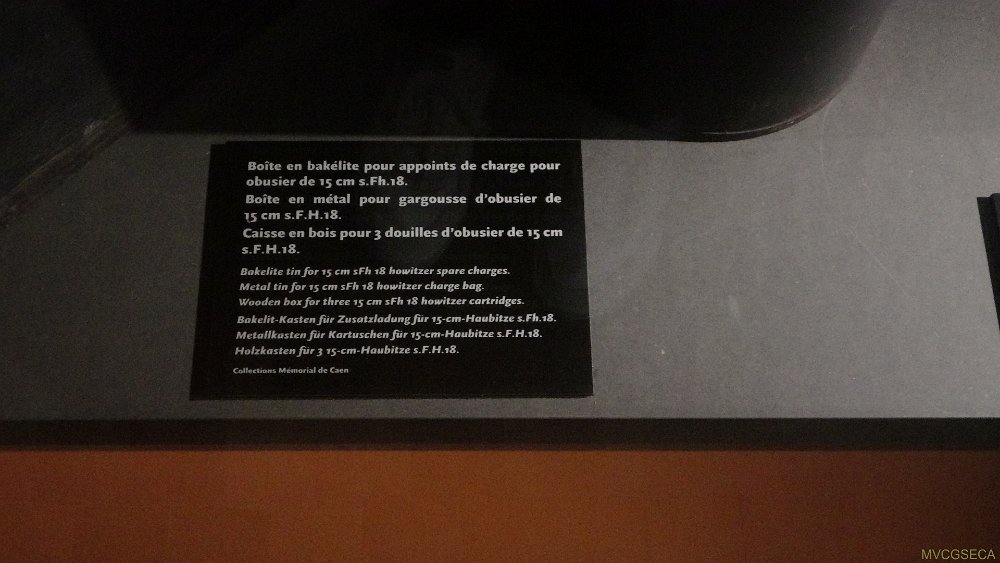 Boîte en bakélite pour appoints de charge pour
obusier de 15 cm s.Fh.18.
Boîte en métal pour gargousse d'obusier de
15 cm s.F.H.18.
Caisse en bois pour 3 douilles d'obusier de 15 cm
s.F.H.18.
Bakelite tin for 15 cm sFh 18 howitzer spare charges.
Metal tin for 15 cm sFh 18 howitzer charge bag.
Wooden box for three 15 cm sFh 18 howitzer cartridges.
Bakelit-Kasten für Zusatzladung für 15-cm-Haubitze s.Fh.18.
Metallkasten für Kartuschen für 15-cm-Haubitze s.F.H.18.
Holzkasten für 3 15-cm-Haubitze s.F.H.18.
Collections Mémorial de Caen
MVCGSECA